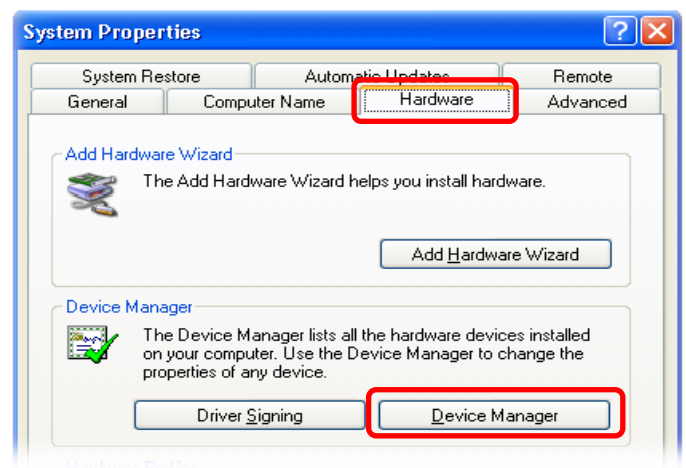 System Properties
System Restore Automatic Updates Remote
General Computer Name Hardware Advanced
Add Hardware Wizard
The Add Hardware Wizard helps you install hardware.
Add Hardware Wizard
Device Manager
The Device Manager lists all the hardware devices installed
on your computer. Use the Device Manager to change the
properties of any device.
Driver Signing Device Manager